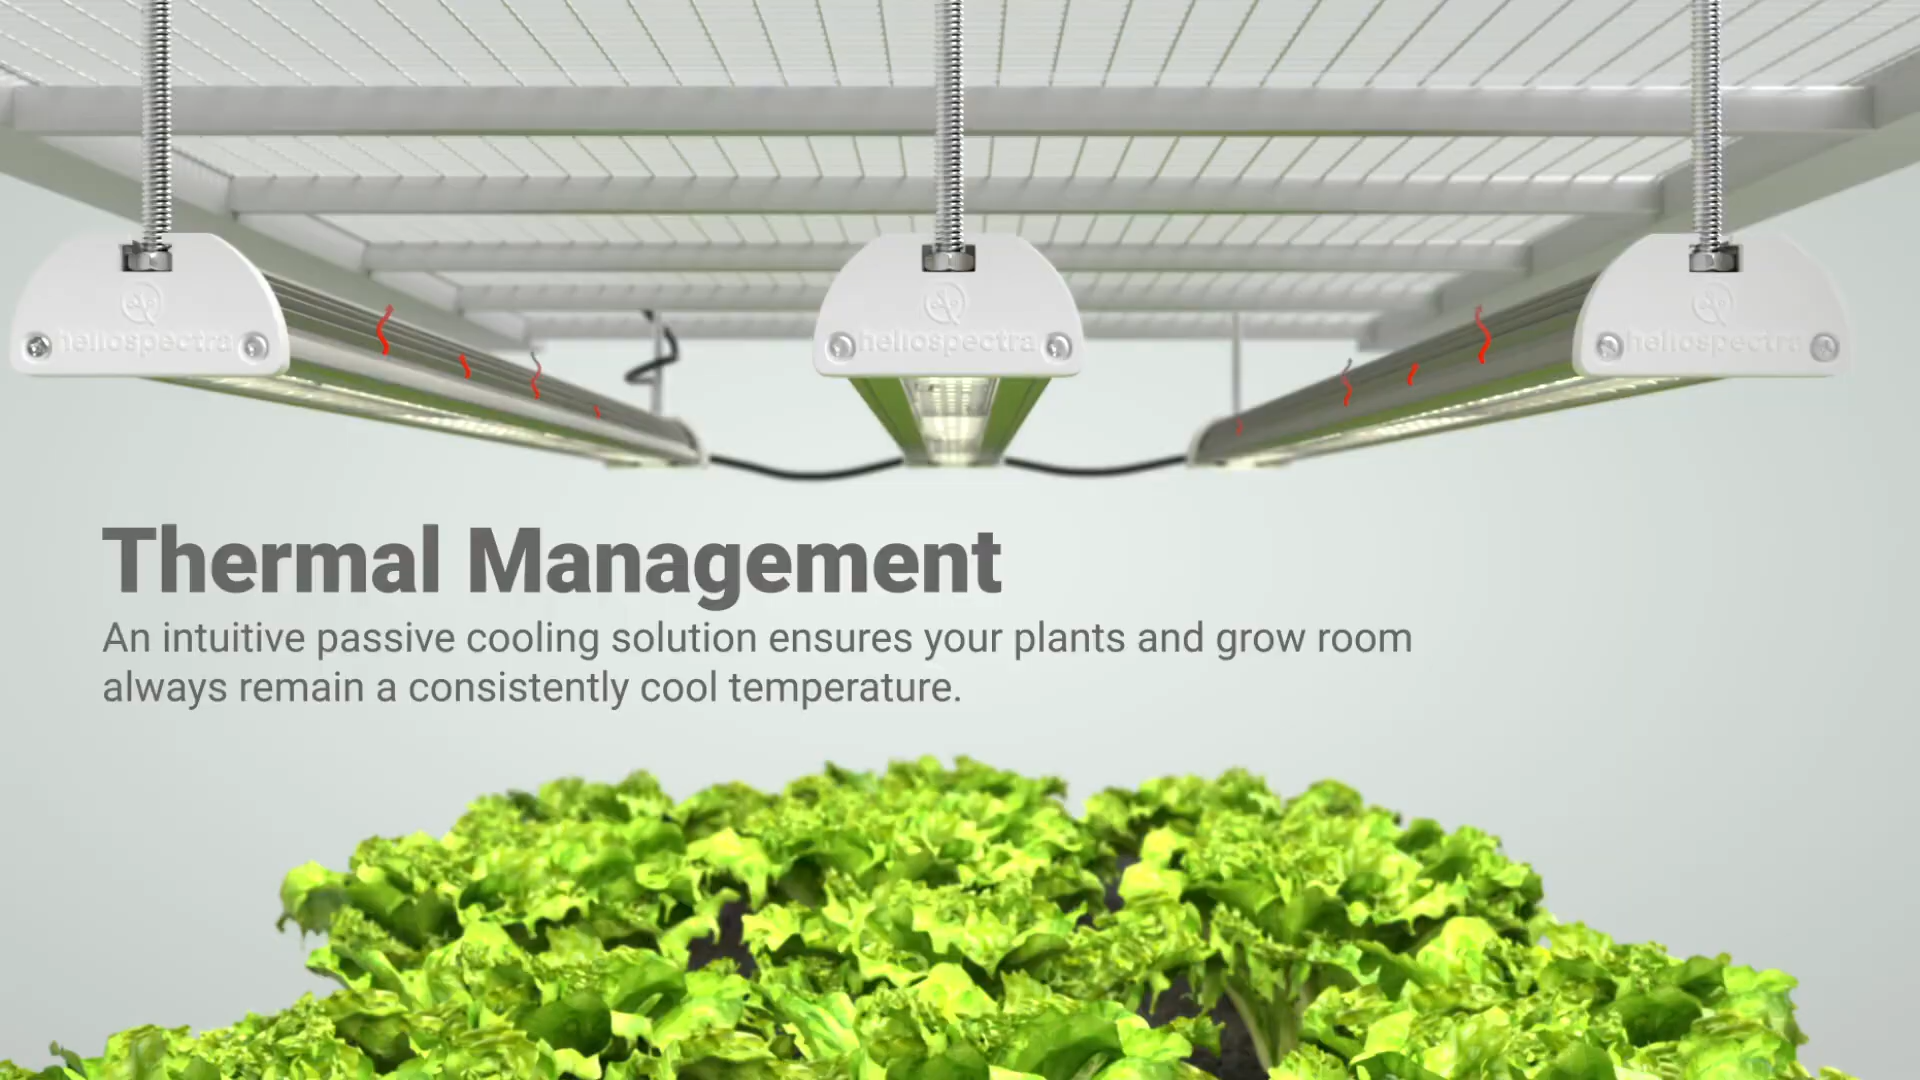 heliospectra heliospectra heliospectra
Thermal Management
An intuitive passive cooling solution ensures your plants and grow room
always remain a consistently cool temperature.